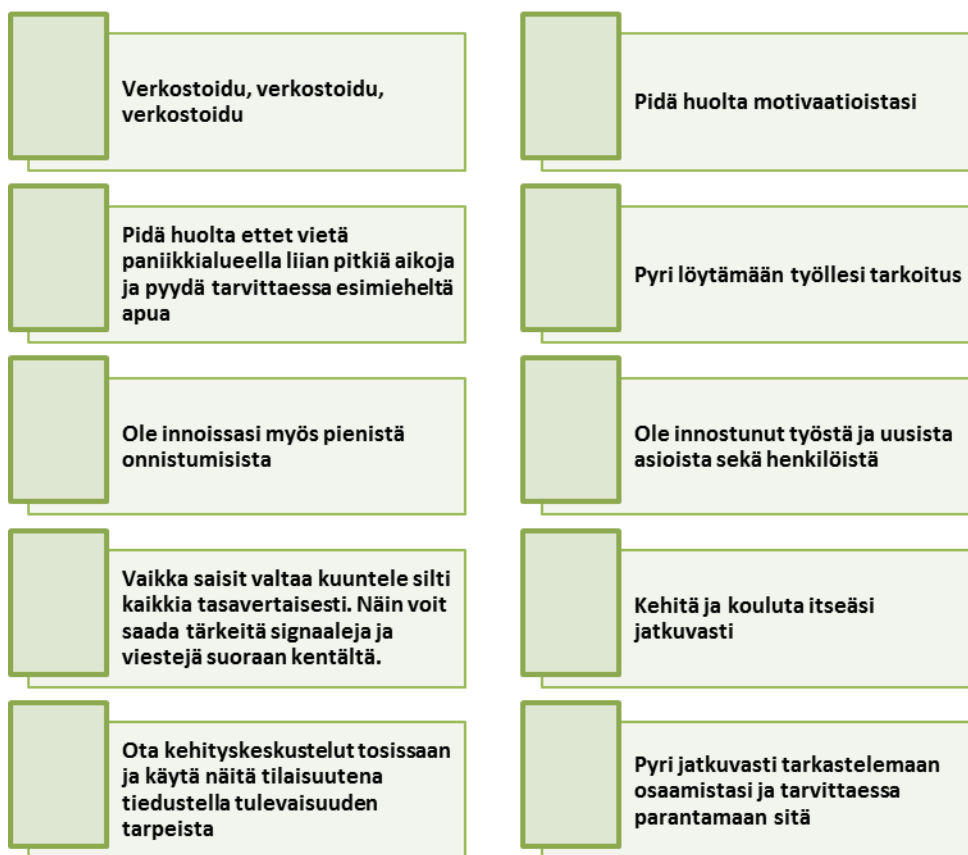 Verkostoidu, verkostoidu,
verkostoidu
Pidä huolta motivaatioistasi
Pidä huolta ettet vietä
paniikkialueella liian pitkiä aikoja
ja pyydä tarvittaessa esimieheltä
apua
Pyri löytämään työllesi tarkoitus
Ole innoissasi myös pienistä
onnistumisista
Ole innostunut työstä ja uusista
asioista sekä henkilöistä
Vaikka saisit valtaa kuuntele silti
kaikkia tasavertaisesti. Näin voit
saada tärkeitä signaaleja ja
viestejä suoraan kentältä.
Kehitä ja kouluta itseäsi
jatkuvasti
Ota kehityskeskustelut tosissaan
ja käytä näitä tilaisuutena
tiedustella tulevaisuuden
tarpeista
Pyri jatkuvasti tarkastelemaan
osaamistasi ja tarvittaessa
parantamaan sitä